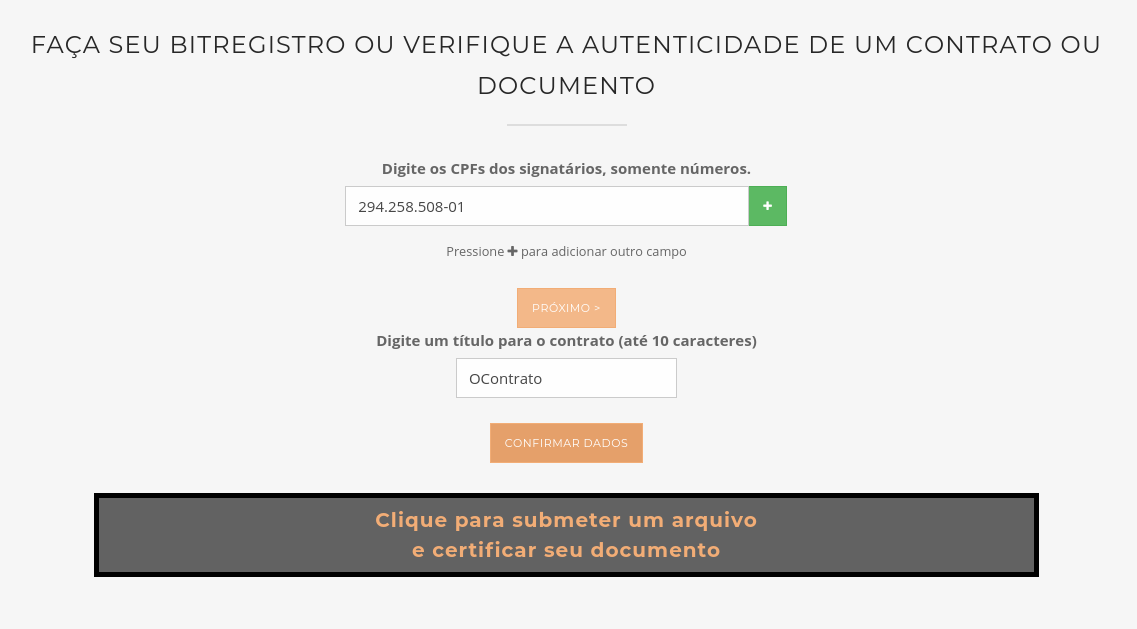 FAÇA SEU BITREGISTRO OU VERIFIQUE A AUTENTICIDADE DE UM CONTRATO OU
DOCUMENTO
Digite os CPFs dos signatários, somente números.
294.258.508-01
+
Pressione + para adicionar outro campo
PRÓXIMO >
Digite um título para o contrato (até 10 caracteres)
OContrato
CONFIRMAR DADOS
Clique para submeter um arquivo
e certificar seu documento